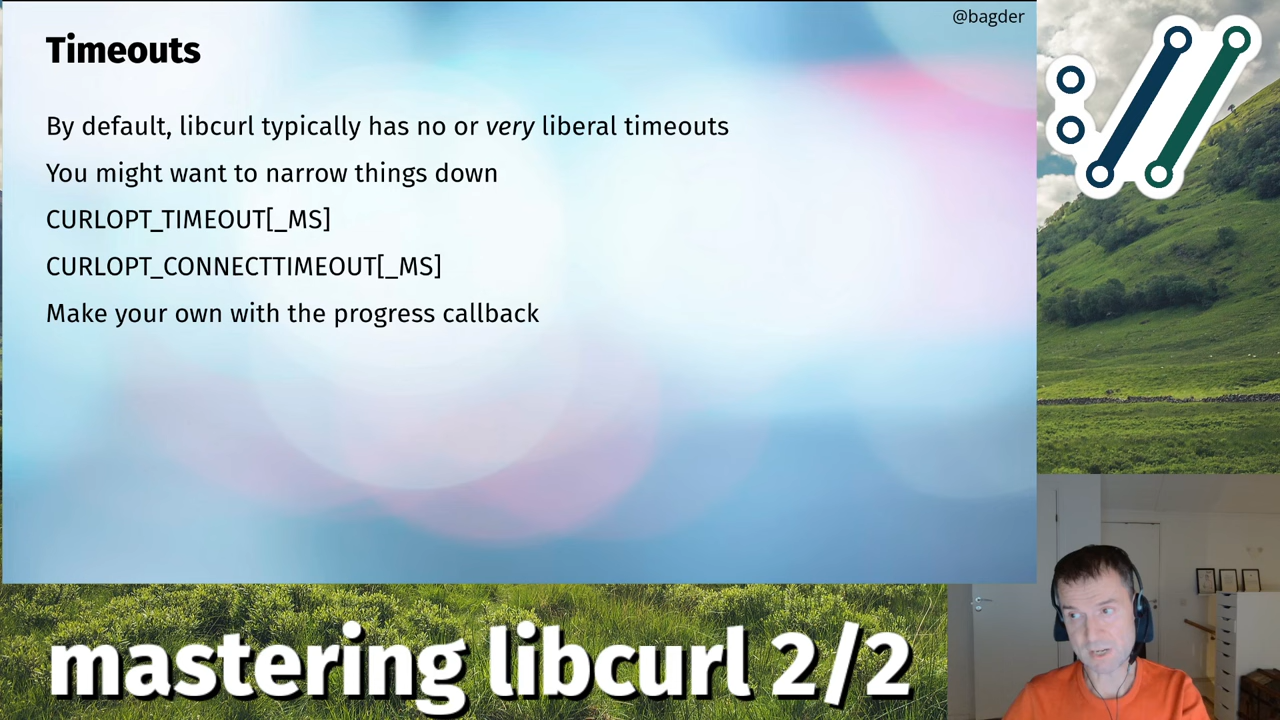 @bagder
Timeouts
By default, libcurl typically has no or very liberal timeouts
You might want to narrow things down
CURLOPT_TIMEOUT[_MS]
CURLOPT_CONNECTTIMEOUT[_MS]
Make your own with the progress callback
mastering libcurl 2/2